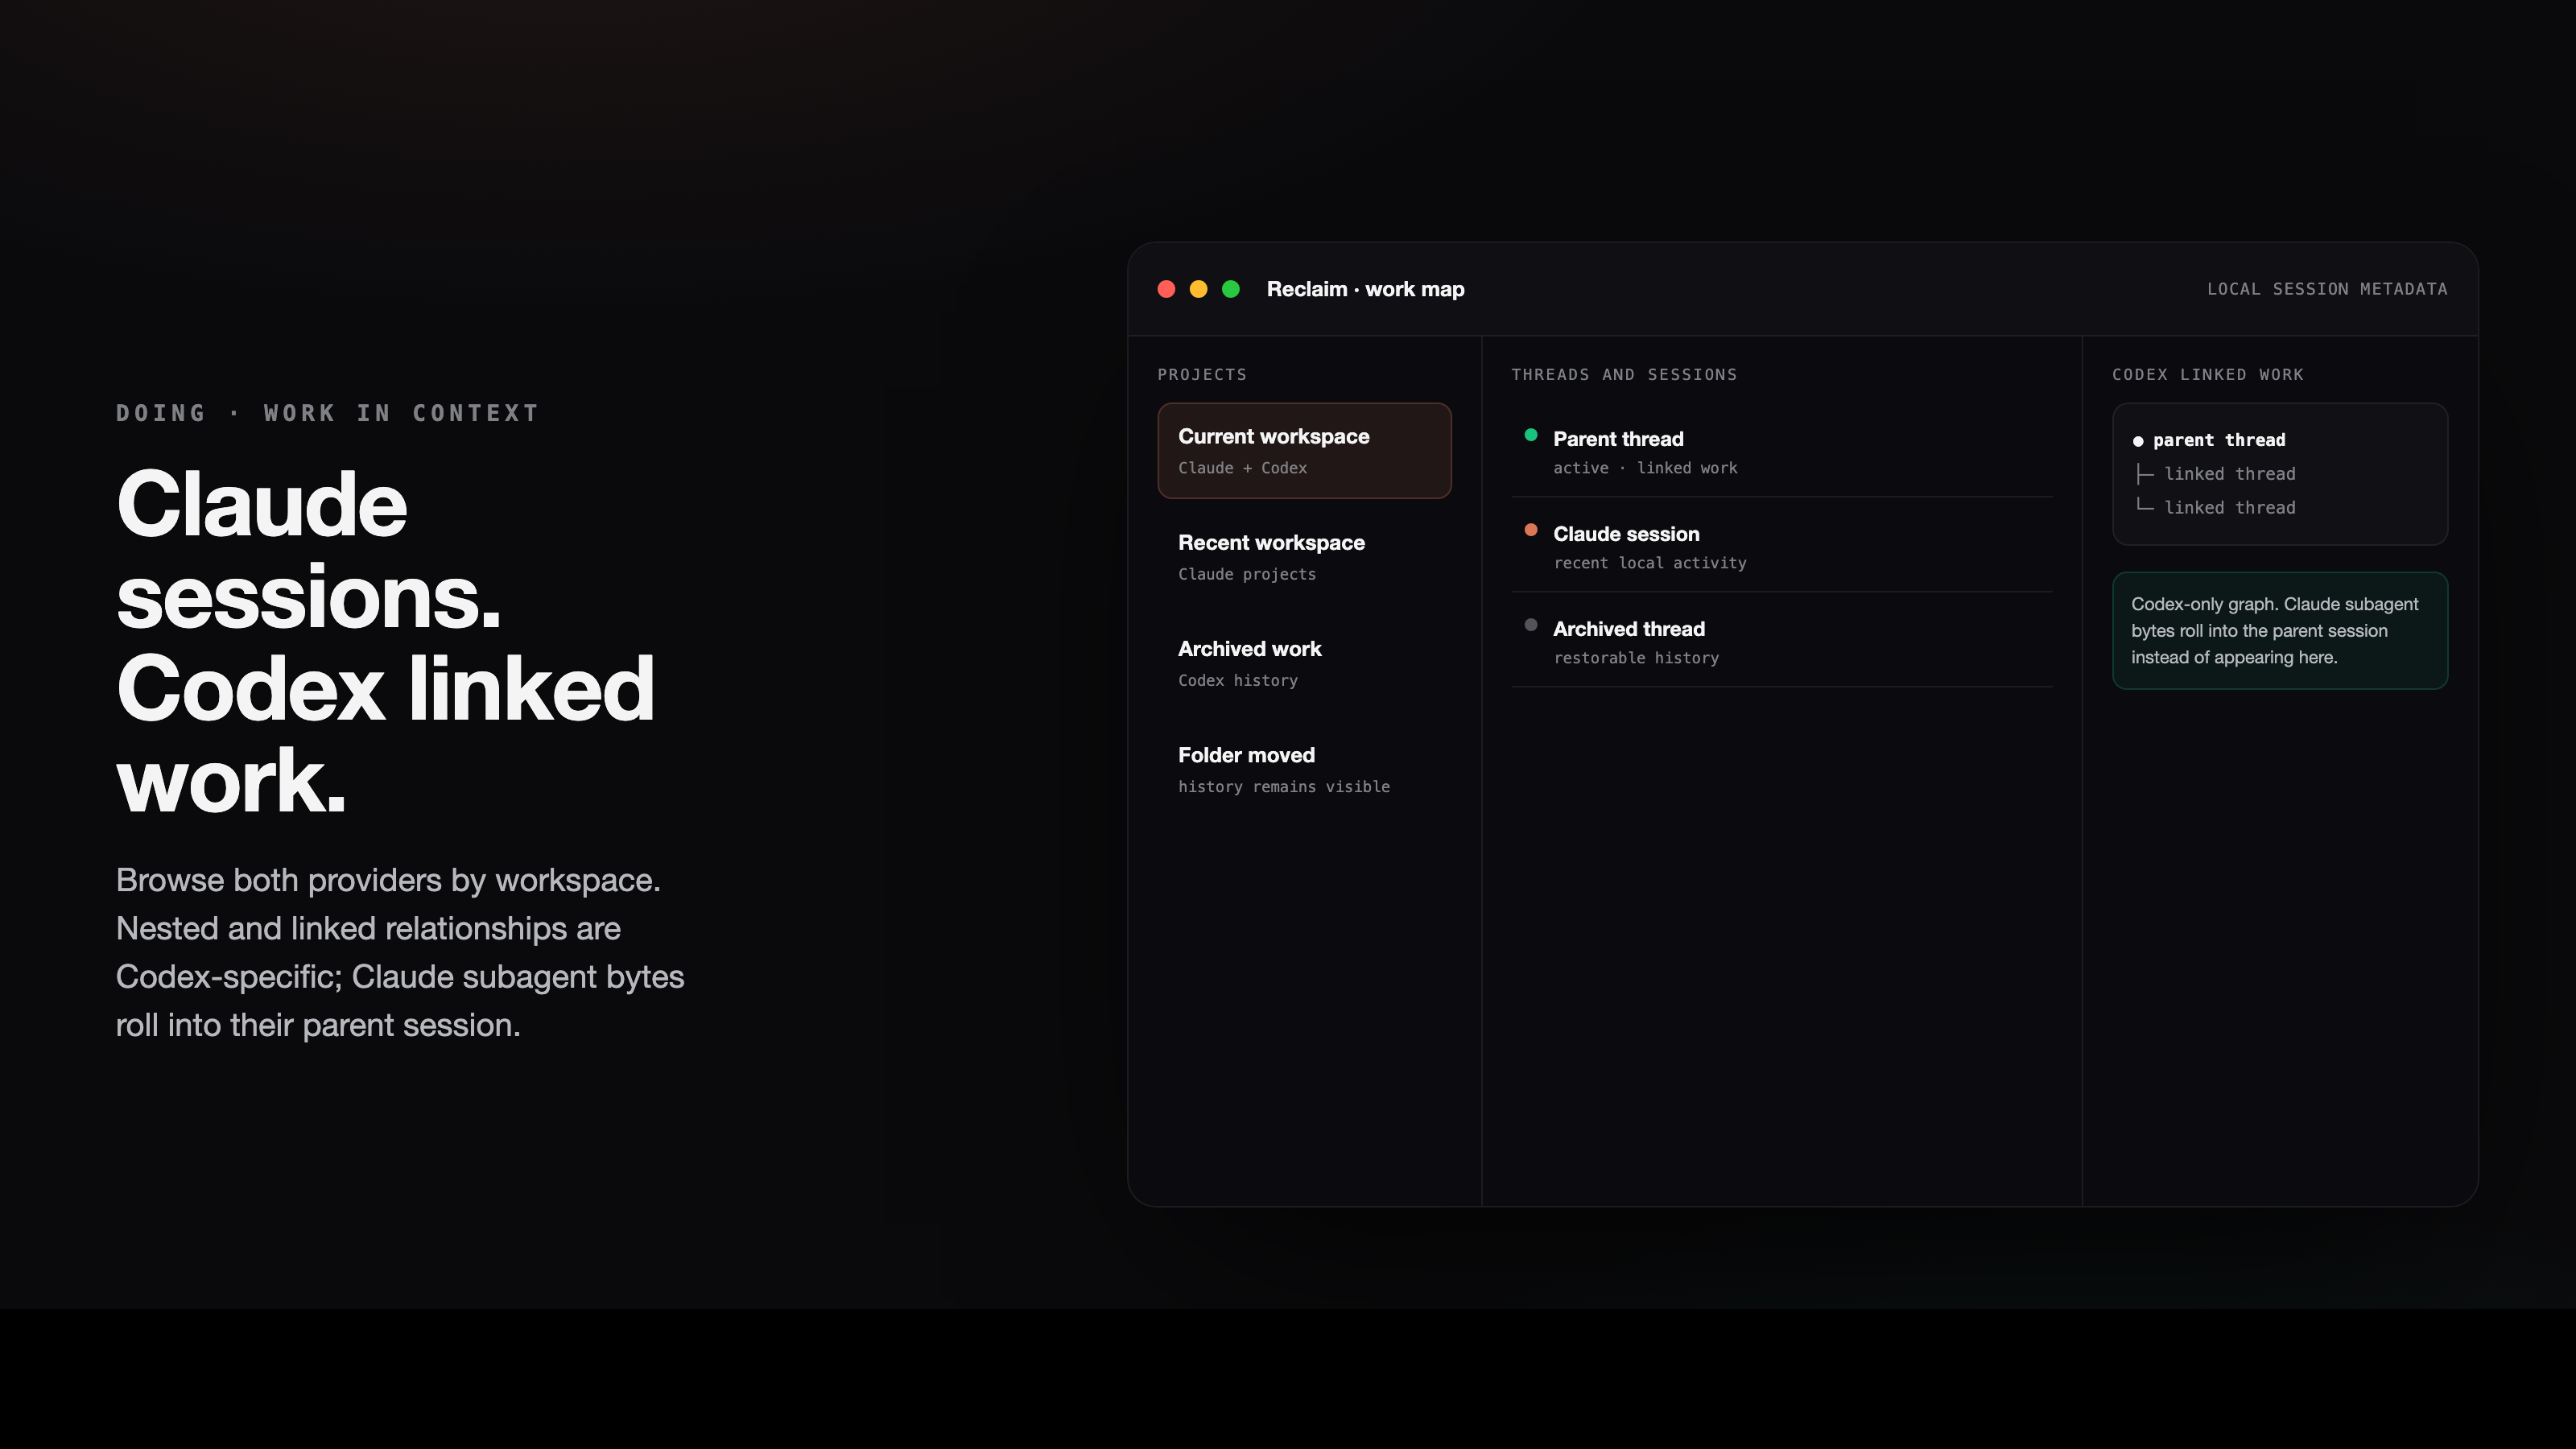 DOING · WORK IN CONTEXT
Claude
sessions.
Codex linked
work.
Browse both providers by workspace.
Nested and linked relationships are
Codex-specific; Claude subagent bytes
roll into their parent session.
Reclaim · work map
LOCAL SESSION METADATA
PROJECTS
Current workspace
Claude + Codex
Recent workspace
Claude projects
Archived work
Codex history
Folder moved
history remains visible
THREADS AND SESSIONS
Parent thread
active · linked work
Claude session
recent local activity
Archived thread
restorable history
CODEX LINKED WORK
● parent thread
├─ linked thread
└─ linked thread
Codex-only graph. Claude subagent
bytes roll into the parent session
instead of appearing here.